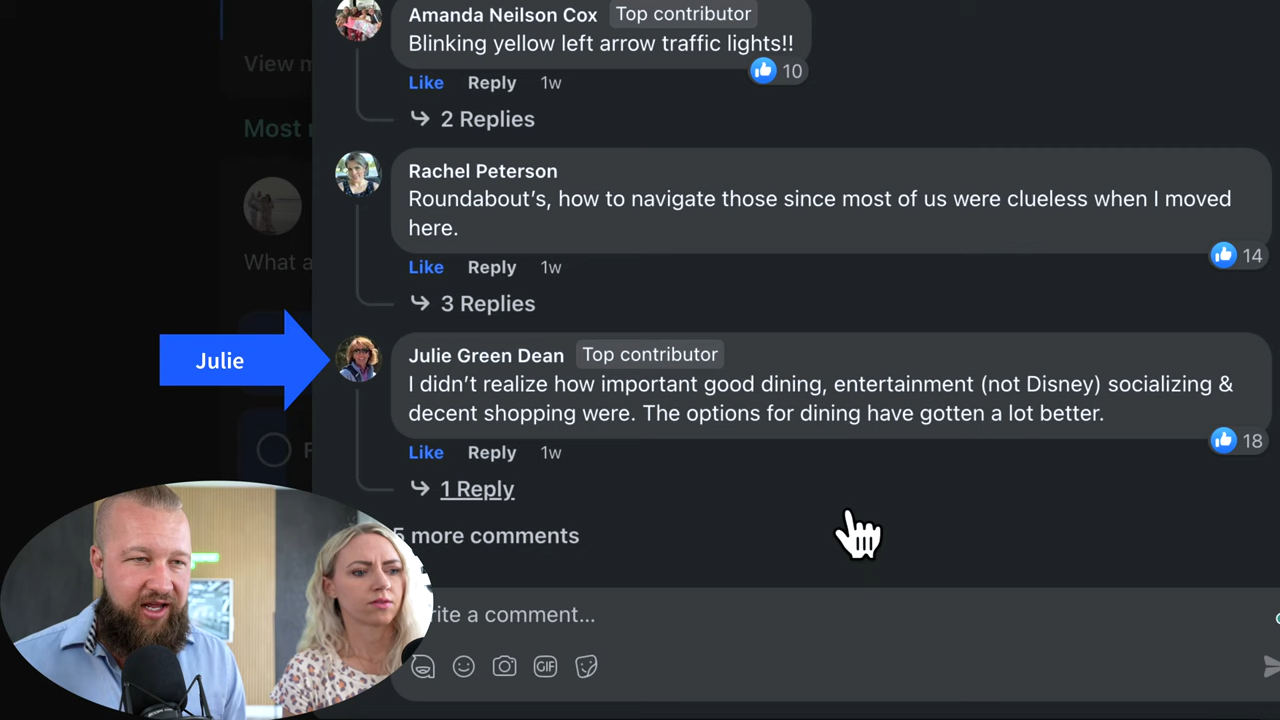 Amanda Neilson Cox Top contributor
Blinking yellow left arrow traffic lights!!
Like Reply 1w 10
2 Replies
View m
Most r
Rachel Peterson
Roundabout's, how to navigate those since most of us were clueless when I moved
here.
Like Reply 1w 14
3 Replies
What a
Julie
Julie Green Dean Top contributor
I didn't realize how important good dining, entertainment (not Disney) socializing &
decent shopping were. The options for dining have gotten a lot better.
Like Reply 1w 18
F
1 Reply
5 more comments
rite a comment...
GIF